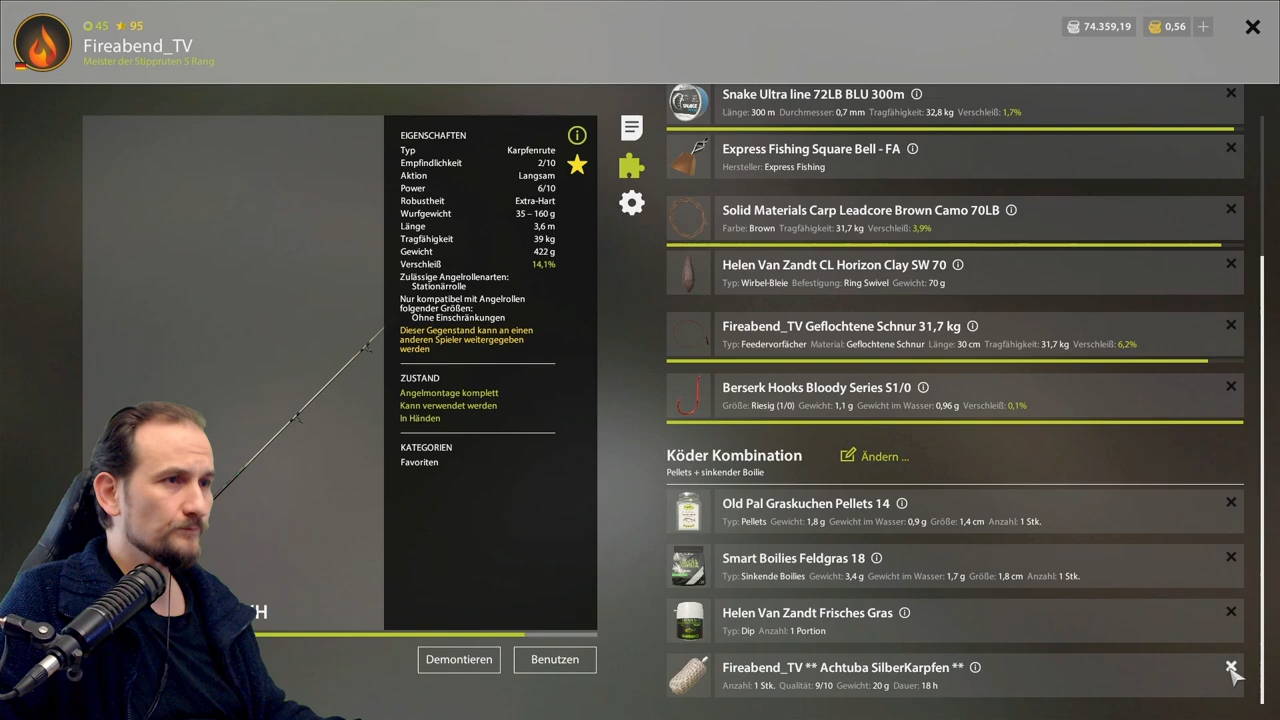 45 95
Fireabend_TV
Meister der Stippruten 5 Rang
74.359,19
0,56 +
EIGENSCHAFTEN
Typ Karpfenrute
Empfindlichkeit 2/10
Aktion Langsam
Power 6/10
Robustheit Extra-Hart
Wurfgewicht 35 – 160 g
Länge 3,6 m
Tragfähigkeit 39 kg
Gewicht 422 g
Verschleiß 14,1%
Zulässige Angelrollenarten:
Stationärrolle
Nur kompatibel mit Angelrollen
folgender Größen:
Ohne Einschränkungen
Dieser Gegenstand kann an einen
anderen Spieler weitergegeben
werden
ZUSTAND
Angelmontage komplett
Kann verwendet werden
In Händen
KATEGORIEN
Favoriten
H
Demontieren
Benutzen
Snake Ultra line 72LB BLU 300m
Länge: 300 m Durchmesser: 0,7 mm Tragfähigkeit: 32,8 kg Verschleiß: 1,7%
Express Fishing Square Bell - FA
Hersteller: Express Fishing
Solid Materials Carp Leadcore Brown Camo 70LB
Farbe: Brown Tragfähigkeit: 31,7 kg Verschleiß: 3,9%
Helen Van Zandt CL Horizon Clay SW 70
Typ: Wirbel-Bleie Befestigung: Ring Swivel Gewicht: 70 g
Fireabend_TV Geflochtene Schnur 31,7 kg
Typ: Feedervorfächer Material: Geflochtene Schnur Länge: 30 cm Tragfähigkeit: 31,7 kg Verschleiß: 6,2%
Berserk Hooks Bloody Series S1/0
Größe: Riesig (1/0) Gewicht: 1,1 g Gewicht im Wasser: 0,96 g Verschleiß: 0,1%
Köder Kombination
Ändern ...
Pellets + sinkender Boilie
Old Pal Graskuchen Pellets 14
Typ: Pellets Gewicht: 1,8 g Gewicht im Wasser: 0,9 g Größe: 1,4 cm Anzahl: 1 Stk.
Smart Boilies Feldgras 18
Typ: Sinkende Boilies Gewicht: 3,4 g Gewicht im Wasser: 1,7 g Größe: 1,8 cm Anzahl: 1 Stk.
Helen Van Zandt Frisches Gras
Typ: Dip Anzahl: 1 Portion
Fireabend_TV ** Achtuba SilberKarpfen **
Anzahl: 1 Stk. Qualität: 9/10 Gewicht: 20 g Dauer: 18 h